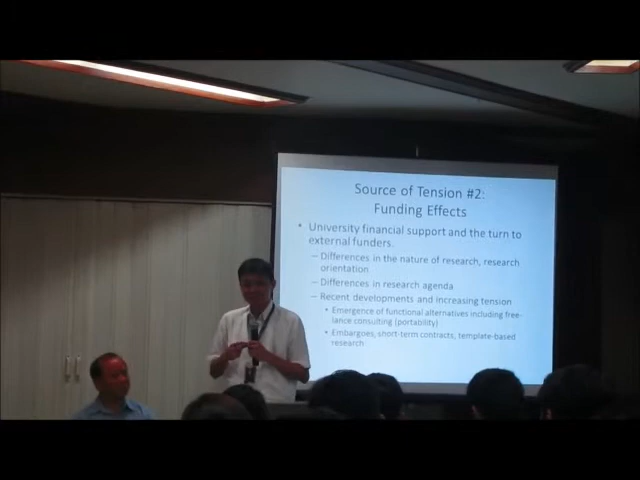 Source of Tension #2:
Funding Effects
• University financial support and the turn to
external funders.
– Differences in the nature of research, research
orientation
– Differences in research agenda
– Recent developments and increasing tension
• Emergence of functional alternatives including free-
lance consulting (portability)
• Embargoes, short-term contracts, template-based
research